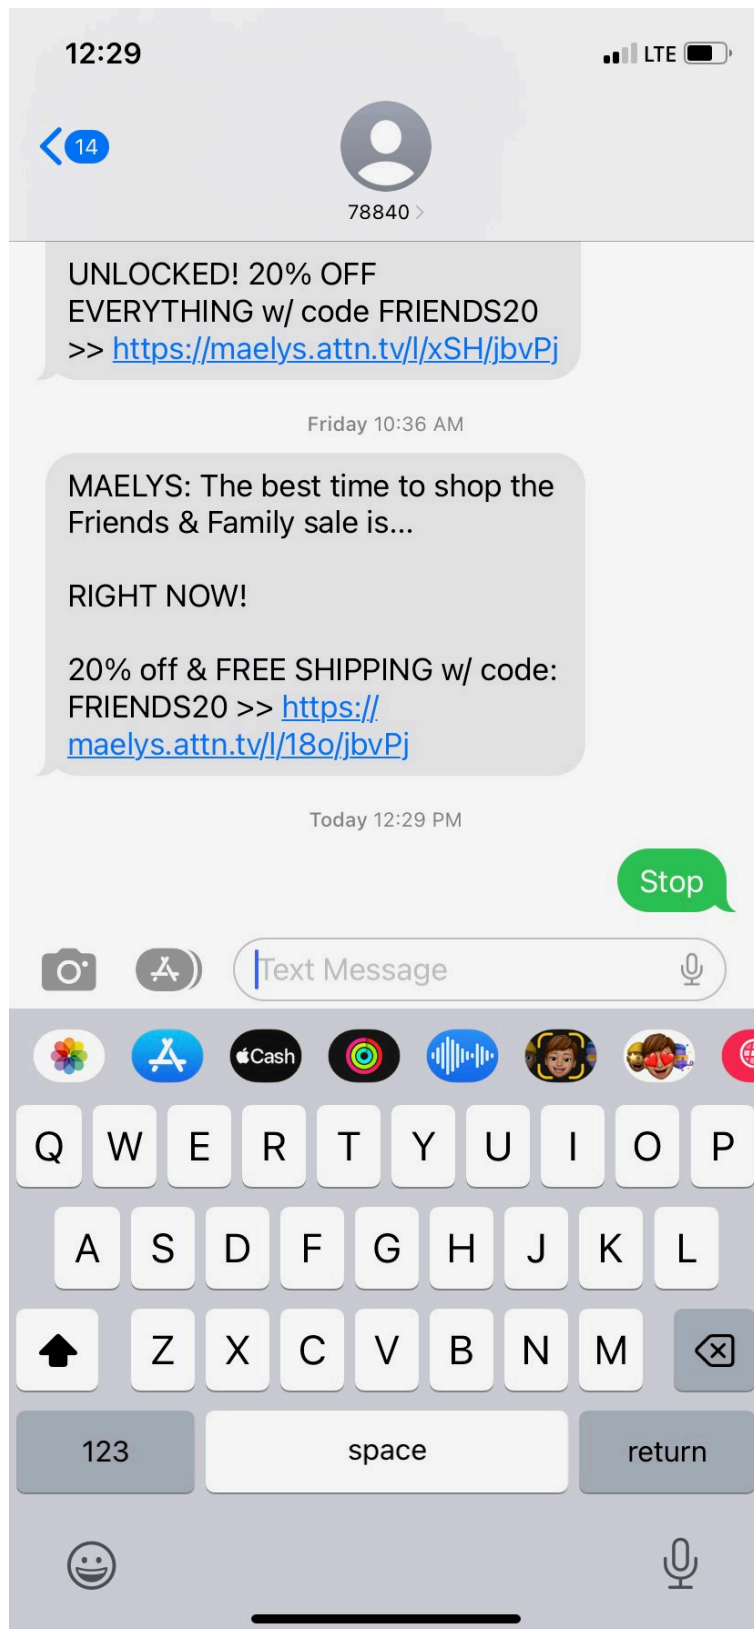 12:29
LTE
14
78840 >
UNLOCKED! 20% OFF
EVERYTHING w/ code FRIENDS20
>> https://maelys.attn.tv/l/xSH/jbvPj
Friday 10:36 AM
MAELYS: The best time to shop the
Friends & Family sale is...
RIGHT NOW!
20% off & FREE SHIPPING w/ code:
FRIENDS20 >> https://
maelys.attn.tv/l/18o/jbvPj
Today 12:29 PM
Stop
Text Message
Cash
Q W E R T Y U I O P
A S D F G H J K L
Z X C V B N M
123 space return